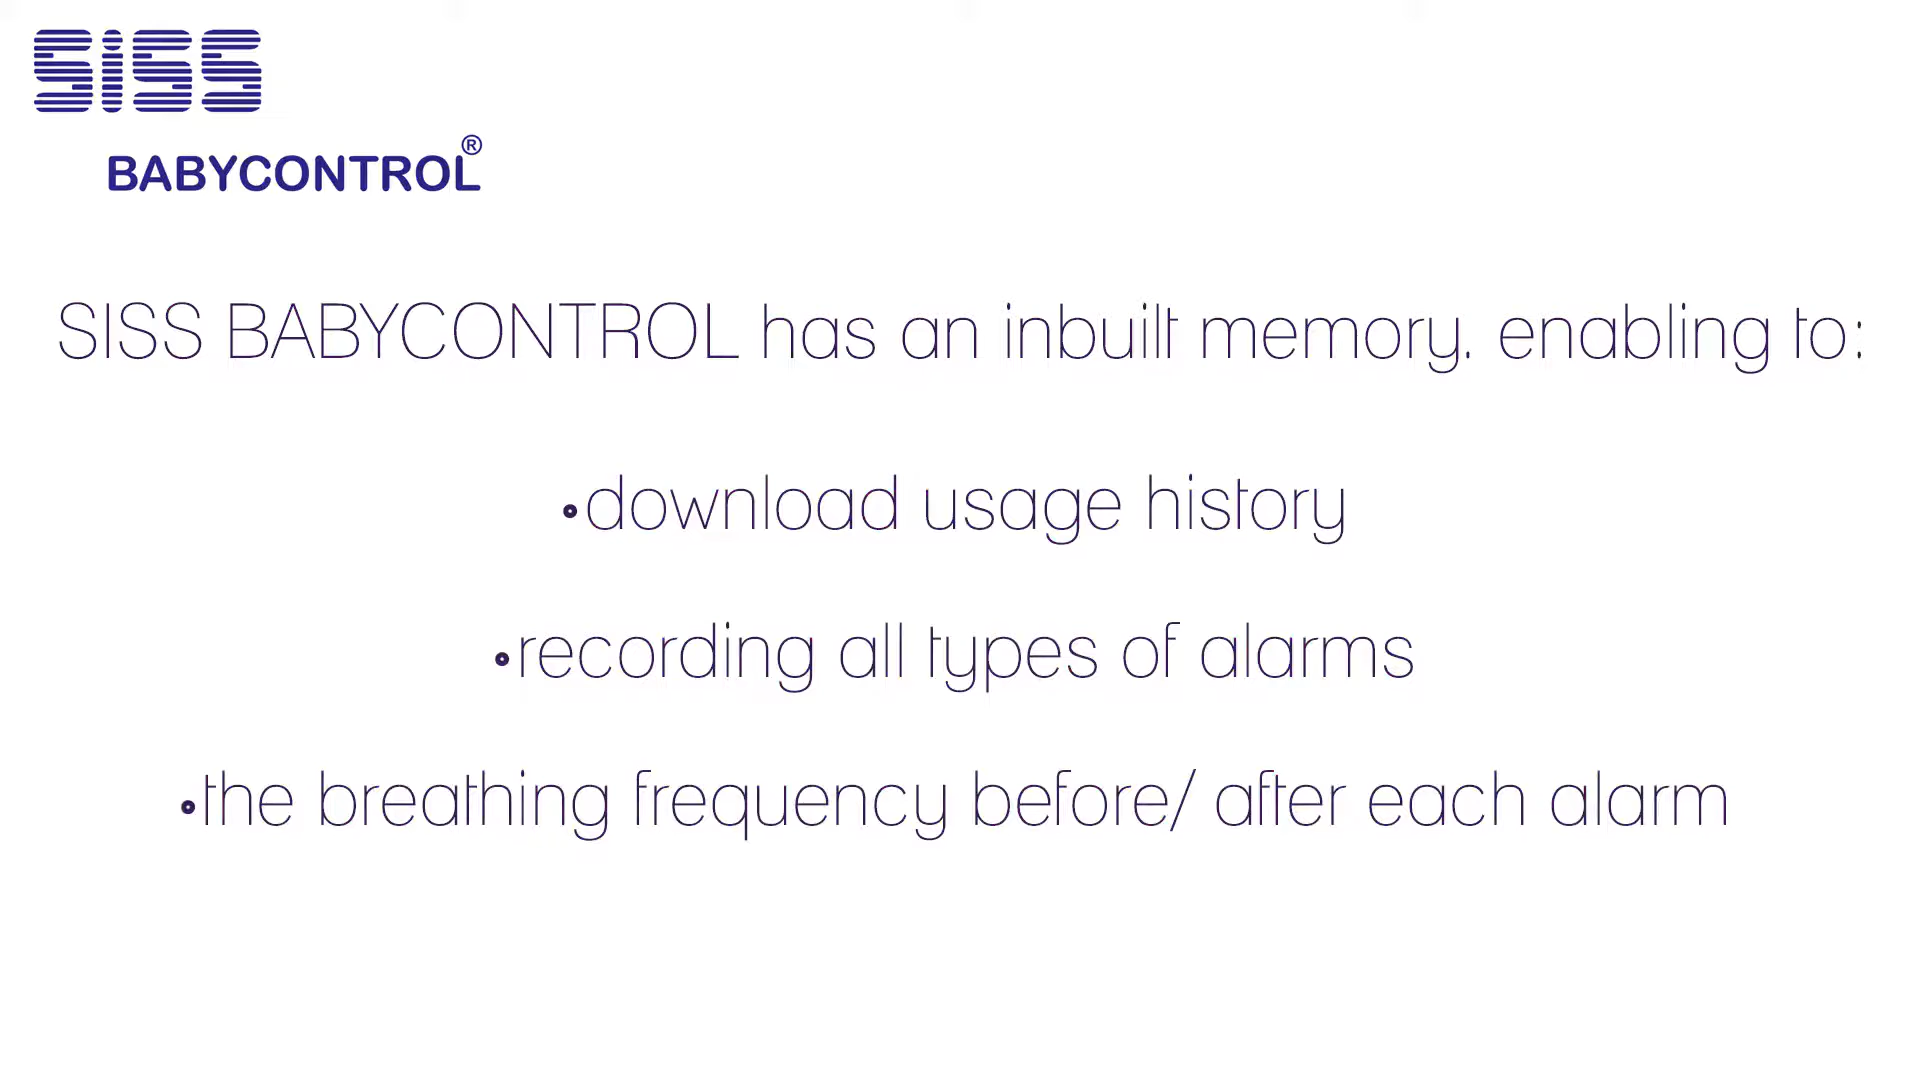 SISS
BABYCONTROL®
SISS BABYCONTROL has an inbuilt memory. enabling to:
•download usage history
•recording all types of alarms
•the breathing frequency before/ after each alarm